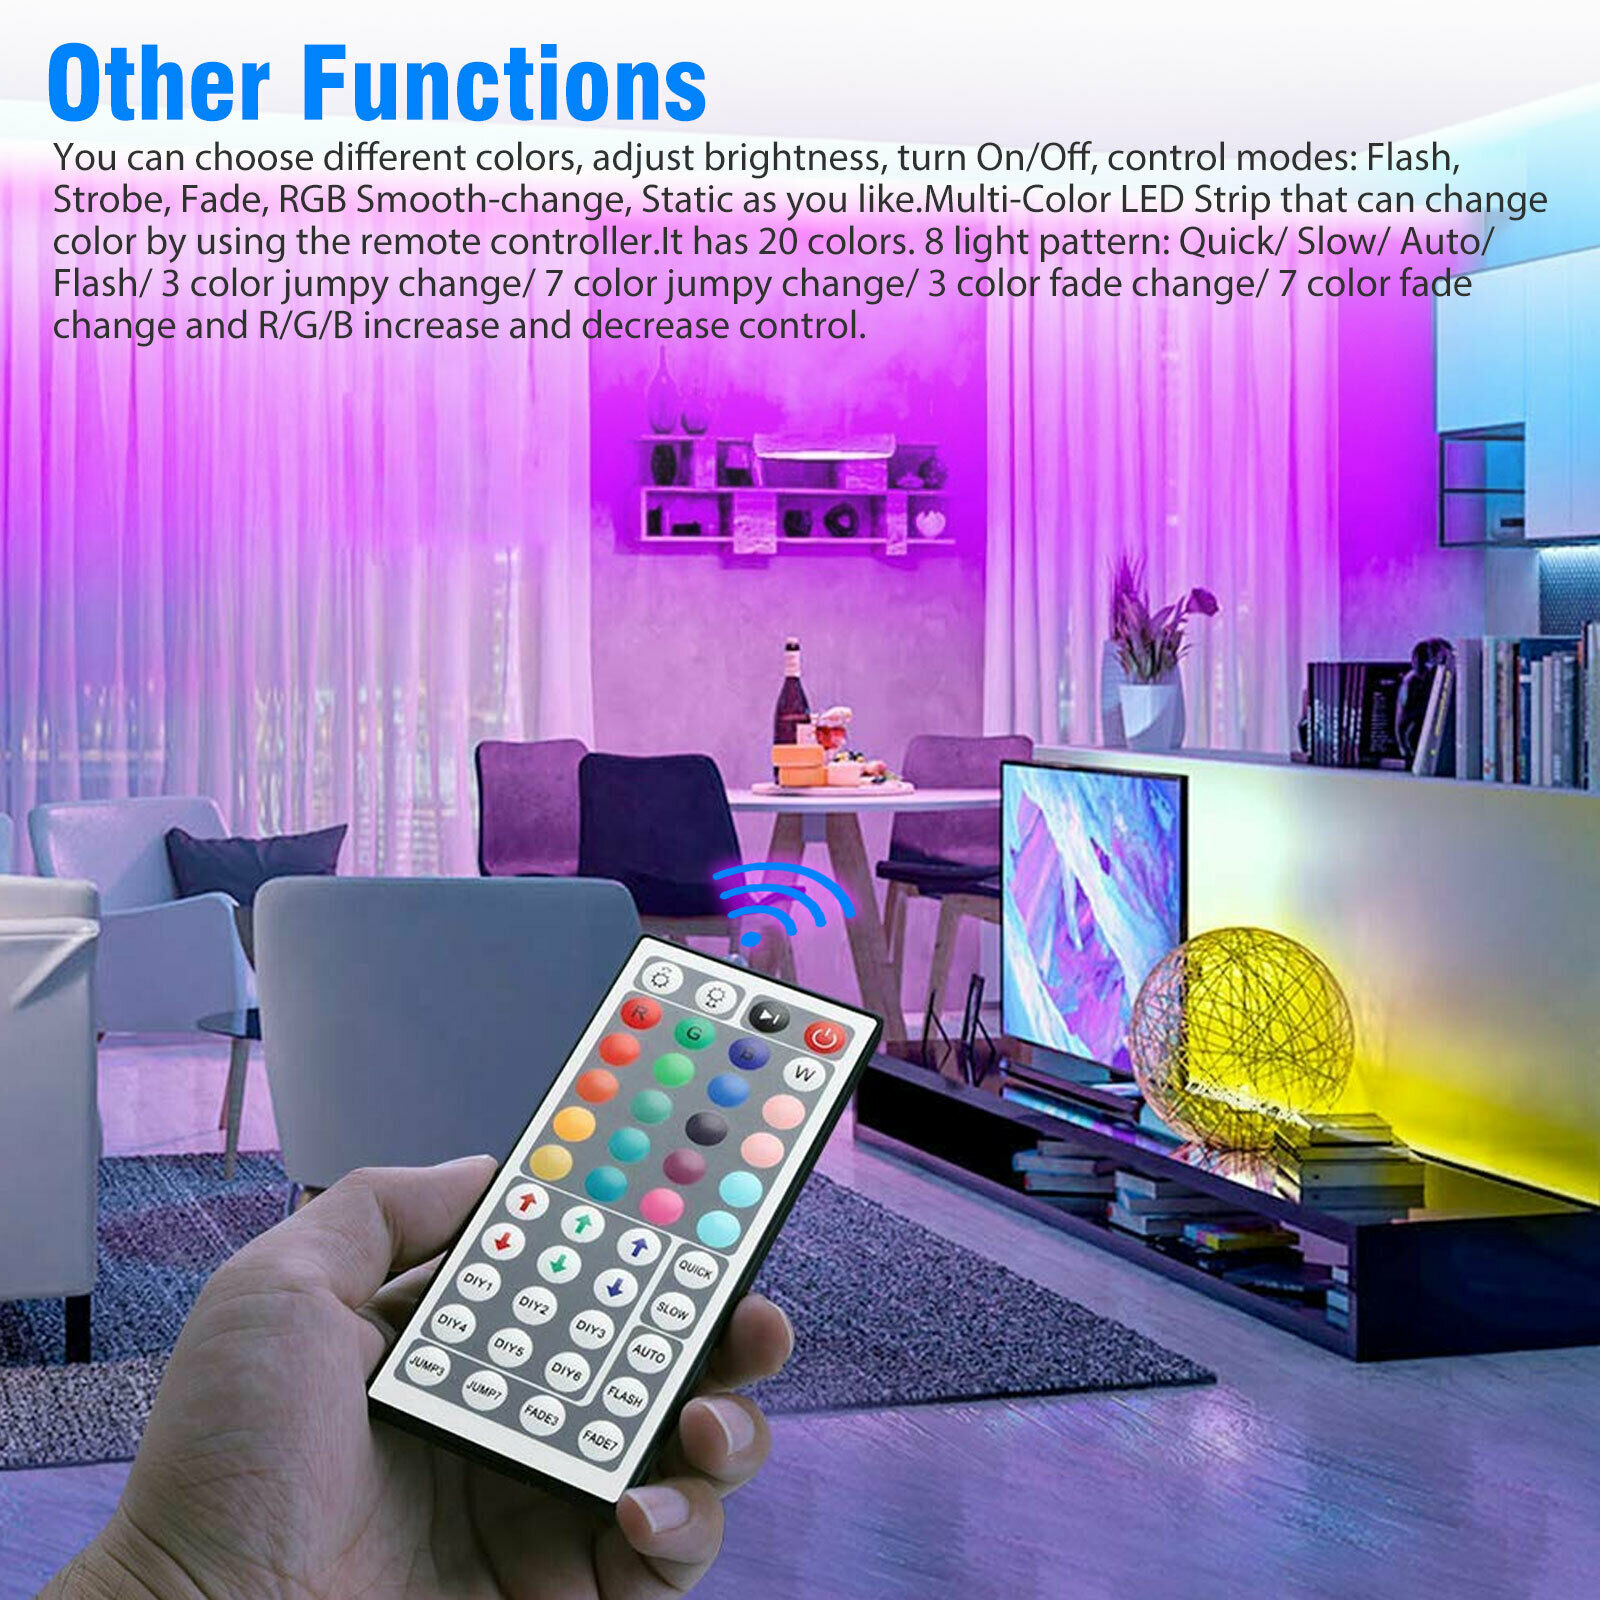 Other Functions
You can choose different colors, adjust brightness, turn On/Off, control modes: Flash,
Strobe, Fade, RGB Smooth-change, Static as you like.Multi-Color LED Strip that can change
color by using the remote controller.It has 20 colors. 8 light pattern: Quick/ Slow/ Auto/
Flash/ 3 color jumpy change/ 7 color jumpy change/ 3 color fade change/ 7 color fade
change and R/G/B increase and decrease control.
R
G
W
QUICK
DIY1
DIY2
DIY3
SLOW
DIY4
DIY5
DIY6
AUTO
JUMP3
JUMP7
FADE3
FADE7
FLASH